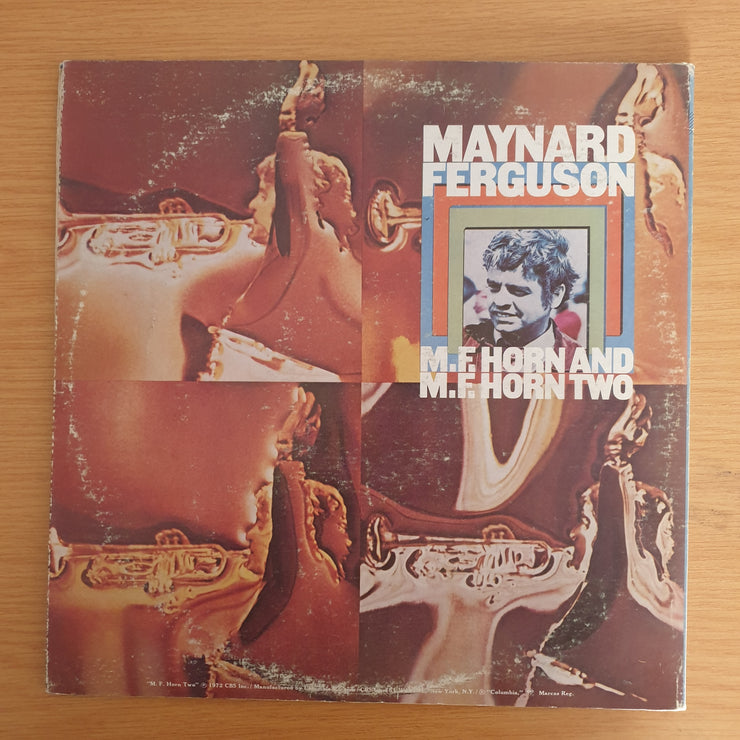 MAYNARD
FERGUSON
M.F. HORN AND
M.F. HORN TWO
"M. F. Horn Two" ℗ 1972 CBS Inc. / Manufactured by New York, N.Y. / ® "Columbia," Marcas Reg.